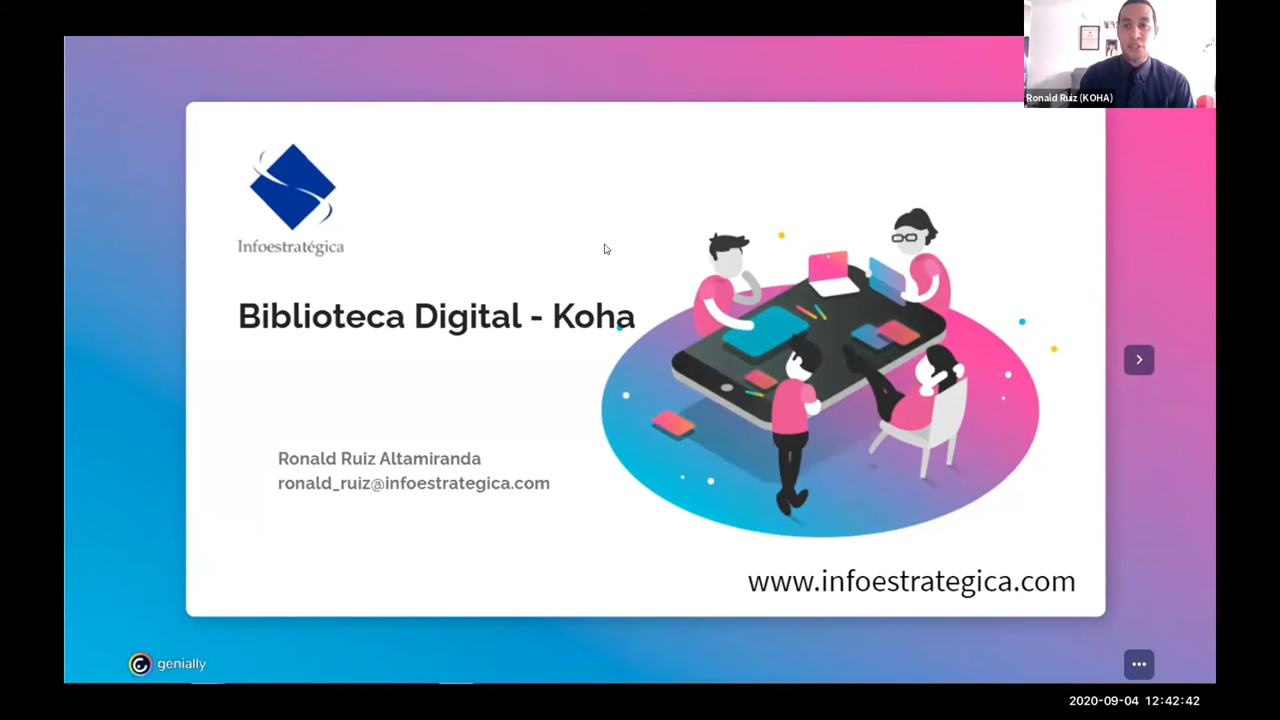 Ronald Ruiz (KOHA)
Infoestratégica
Biblioteca Digital - Koha
Ronald Ruiz Altamiranda
ronald_ruiz@infoestrategica.com
www.infoestrategica.com
genially
2020-09-04 12:42:42